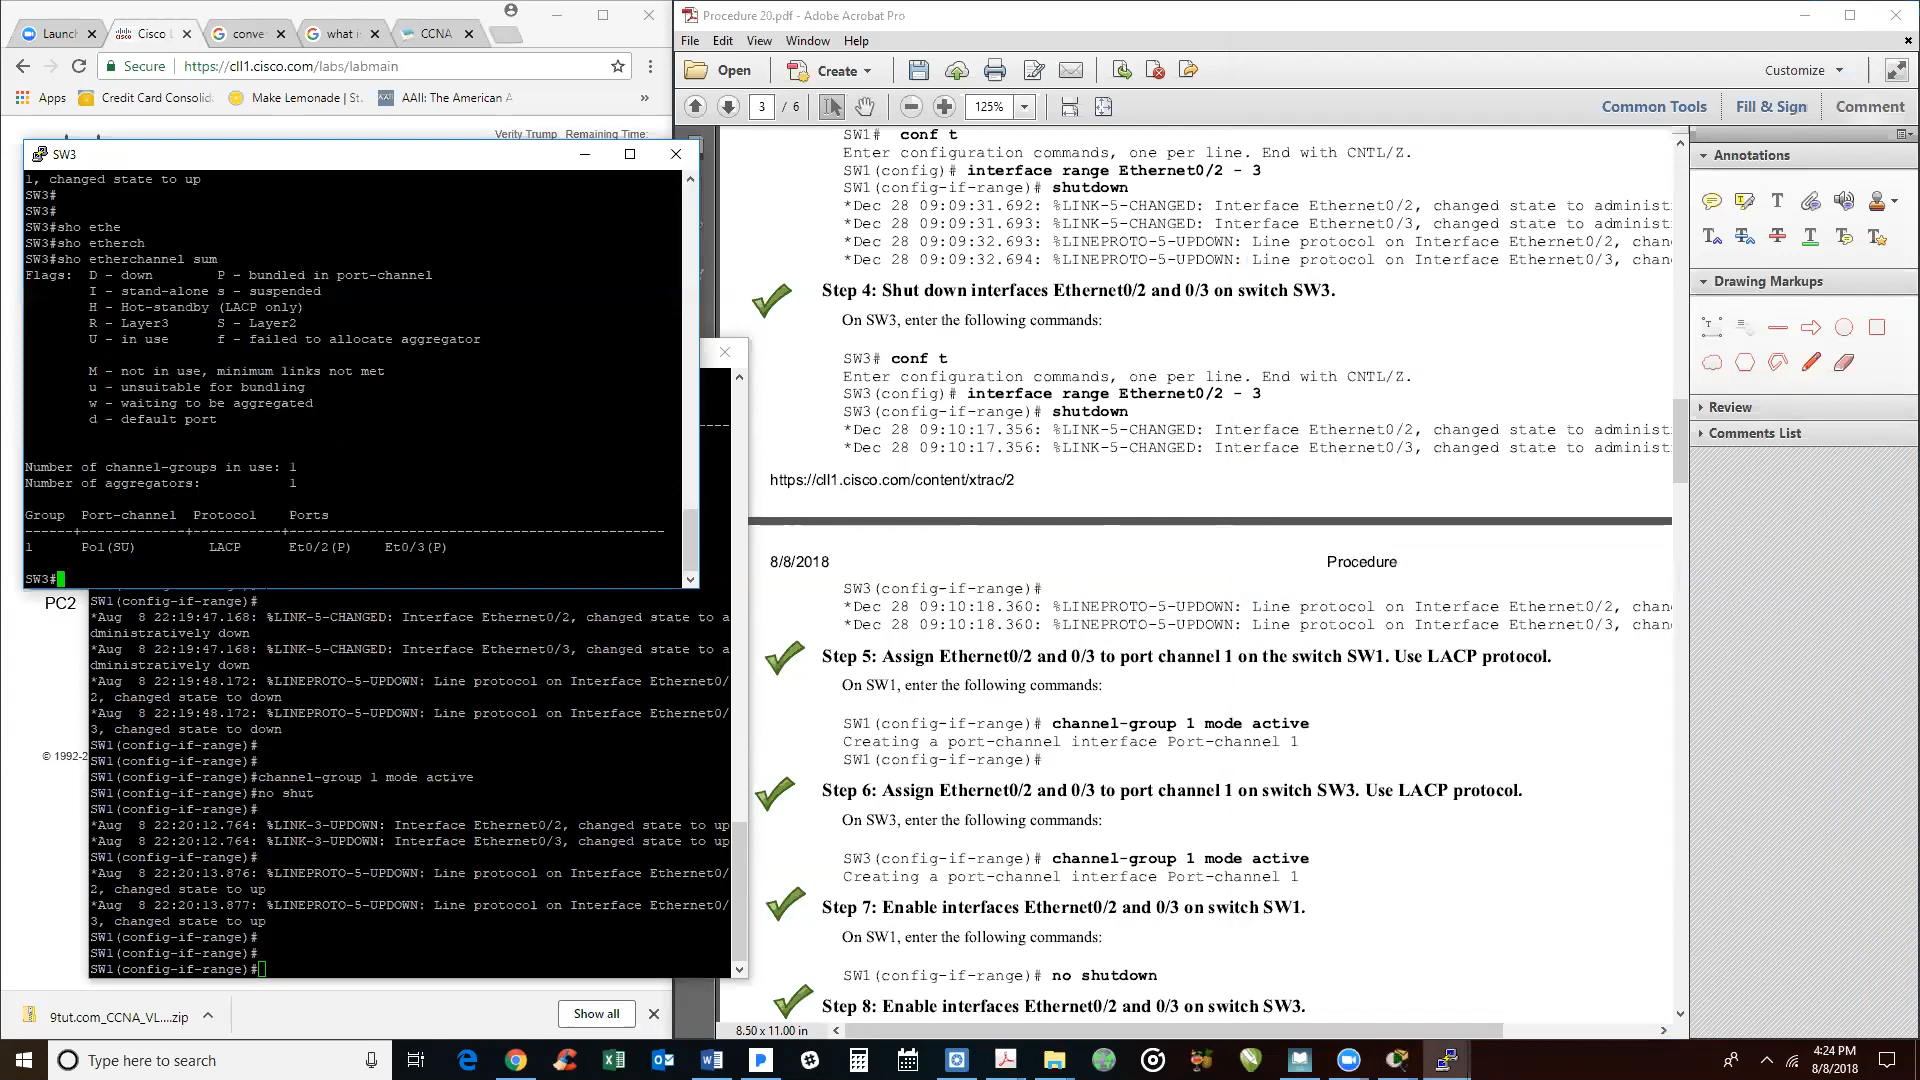 Launch
Cisco L
conve
what i
CCNA
Secure
https://cll1.cisco.com/labs/labmain
Apps
Credit Card Consolid
Make Lemonade | St
AAII: The American A
»
Verity Trump Remaining Time:
SW3
1, changed state to up
SW3#
SW3#
SW3#sho ethe
SW3#sho etherch
SW3#sho etherchannel sum
Flags:  D - down        P - bundled in port-channel
I - stand-alone s - suspended
H - Hot-standby (LACP only)
R - Layer3      S - Layer2
U - in use      f - failed to allocate aggregator
M - not in use, minimum links not met
u - unsuitable for bundling
w - waiting to be aggregated
d - default port
Number of channel-groups in use: 1
Number of aggregators:           1
Group  Port-channel  Protocol    Ports
------+-------------+-----------+-----------------------------------------------
1      Po1(SU)         LACP      Et0/2(P)    Et0/3(P)
SW3#
PC2
© 1992-2
SW1(config-if-range)#
*Aug  8 22:19:47.168: %LINK-5-CHANGED: Interface Ethernet0/2, changed state to a
dministratively down
*Aug  8 22:19:47.168: %LINK-5-CHANGED: Interface Ethernet0/3, changed state to a
dministratively down
*Aug  8 22:19:48.172: %LINEPROTO-5-UPDOWN: Line protocol on Interface Ethernet0/
2, changed state to down
*Aug  8 22:19:48.172: %LINEPROTO-5-UPDOWN: Line protocol on Interface Ethernet0/
3, changed state to down
SW1(config-if-range)#
SW1(config-if-range)#
SW1(config-if-range)#channel-group 1 mode active
SW1(config-if-range)#no shut
SW1(config-if-range)#
*Aug  8 22:20:12.764: %LINK-3-UPDOWN: Interface Ethernet0/2, changed state to up
*Aug  8 22:20:12.764: %LINK-3-UPDOWN: Interface Ethernet0/3, changed state to up
SW1(config-if-range)#
*Aug  8 22:20:13.876: %LINEPROTO-5-UPDOWN: Line protocol on Interface Ethernet0/
2, changed state to up
*Aug  8 22:20:13.877: %LINEPROTO-5-UPDOWN: Line protocol on Interface Ethernet0/
3, changed state to up
SW1(config-if-range)#
SW1(config-if-range)#
SW1(config-if-range)#
9tut.com_CCNA_VL....zip
Show all
Procedure 20.pdf - Adobe Acrobat Pro
File Edit View Window Help
Open
Create
Customize
3 / 6
125%
Common Tools
Fill & Sign
Comment
SW1#  conf t
Enter configuration commands, one per line. End with CNTL/Z.
SW1(config)# interface range Ethernet0/2 - 3
SW1(config-if-range)# shutdown
*Dec 28 09:09:31.692: %LINK-5-CHANGED: Interface Ethernet0/2, changed state to administ
*Dec 28 09:09:31.693: %LINK-5-CHANGED: Interface Ethernet0/3, changed state to administ
*Dec 28 09:09:32.693: %LINEPROTO-5-UPDOWN: Line protocol on Interface Ethernet0/2, chan
*Dec 28 09:09:32.694: %LINEPROTO-5-UPDOWN: Line protocol on Interface Ethernet0/3, chan
Step 4: Shut down interfaces Ethernet0/2 and 0/3 on switch SW3.
On SW3, enter the following commands:
SW3# conf t
Enter configuration commands, one per line. End with CNTL/Z.
SW3(config)# interface range Ethernet0/2 - 3
SW3(config-if-range)# shutdown
*Dec 28 09:10:17.356: %LINK-5-CHANGED: Interface Ethernet0/2, changed state to administ
*Dec 28 09:10:17.356: %LINK-5-CHANGED: Interface Ethernet0/3, changed state to administ
https://cll1.cisco.com/content/xtrac/2
8/8/2018
Procedure
SW3(config-if-range)#
*Dec 28 09:10:18.360: %LINEPROTO-5-UPDOWN: Line protocol on Interface Ethernet0/2, chan
*Dec 28 09:10:18.360: %LINEPROTO-5-UPDOWN: Line protocol on Interface Ethernet0/3, chan
Step 5: Assign Ethernet0/2 and 0/3 to port channel 1 on the switch SW1. Use LACP protocol.
On SW1, enter the following commands:
SW1(config-if-range)# channel-group 1 mode active
Creating a port-channel interface Port-channel 1
SW1(config-if-range)#
Step 6: Assign Ethernet0/2 and 0/3 to port channel 1 on switch SW3. Use LACP protocol.
On SW3, enter the following commands:
SW3(config-if-range)# channel-group 1 mode active
Creating a port-channel interface Port-channel 1
Step 7: Enable interfaces Ethernet0/2 and 0/3 on switch SW1.
On SW1, enter the following commands:
SW1(config-if-range)# no shutdown
Step 8: Enable interfaces Ethernet0/2 and 0/3 on switch SW3.
8.50 x 11.00 in
Annotations
Drawing Markups
Review
Comments List
Type here to search
4:24 PM
8/8/2018